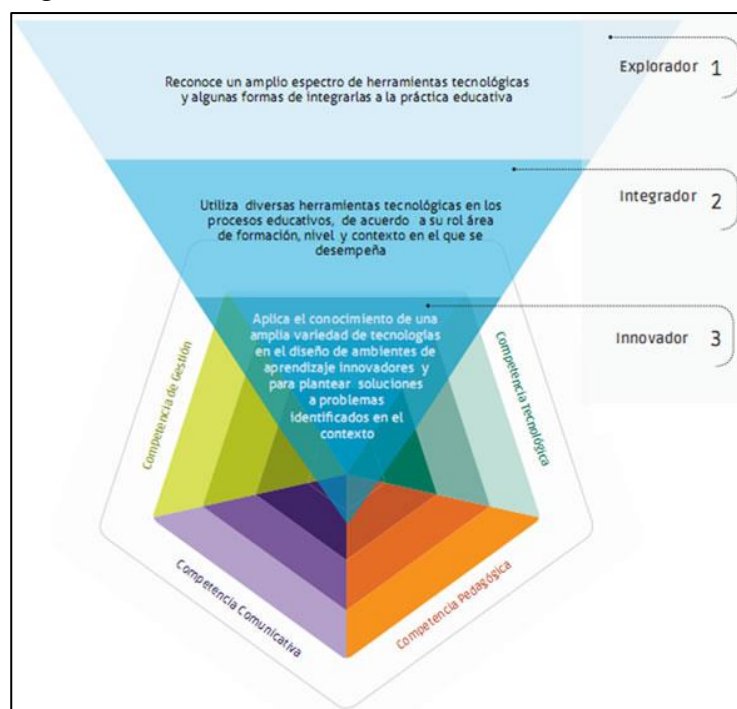 Reconoce un amplio espectro de herramientas tecnológicas
y algunas formas de integrarlas a la práctica educativa
Explorador 1
Utiliza diversas herramientas tecnológicas en los
procesos educativos, de acuerdo a su rol área
de formación, nivel y contexto en el que se
desempeña
Integrador 2
Aplica el conocimiento de una
amplia variedad de tecnologías
en el diseño de ambientes de
aprendizaje innovadores y
para plantear soluciones
a problemas
identificados en el
contexto
Innovador 3
Competencia de Gestión
Competencia Tecnológica
Competencia Comunicativa
Competencia Pedagógica